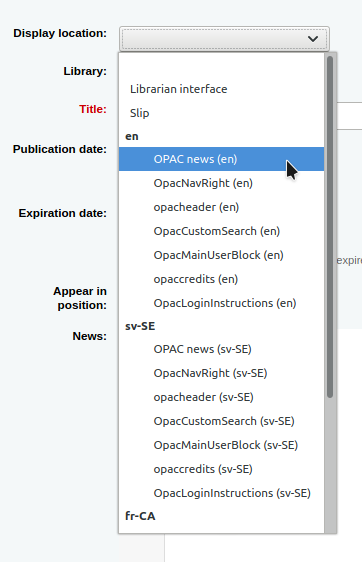 Display location:
Library:
Librarian interface
Title:
Slip
en
Publication date:
OPAC news (en)
OpacNavRight (en)
Expiration date:
opacheader (en)
OpacCustomSearch (en)
OpacMainUserBlock (en)
expire
opaccredits (en)
Appear in
position:
OpacLoginInstructions (en)
News:
sv-SE
OPAC news (sv-SE)
OpacNavRight (sv-SE)
opacheader (sv-SE)
OpacCustomSearch (sv-SE)
OpacMainUserBlock (sv-SE)
opaccredits (sv-SE)
OpacLoginInstructions (sv-SE)
fr-CA